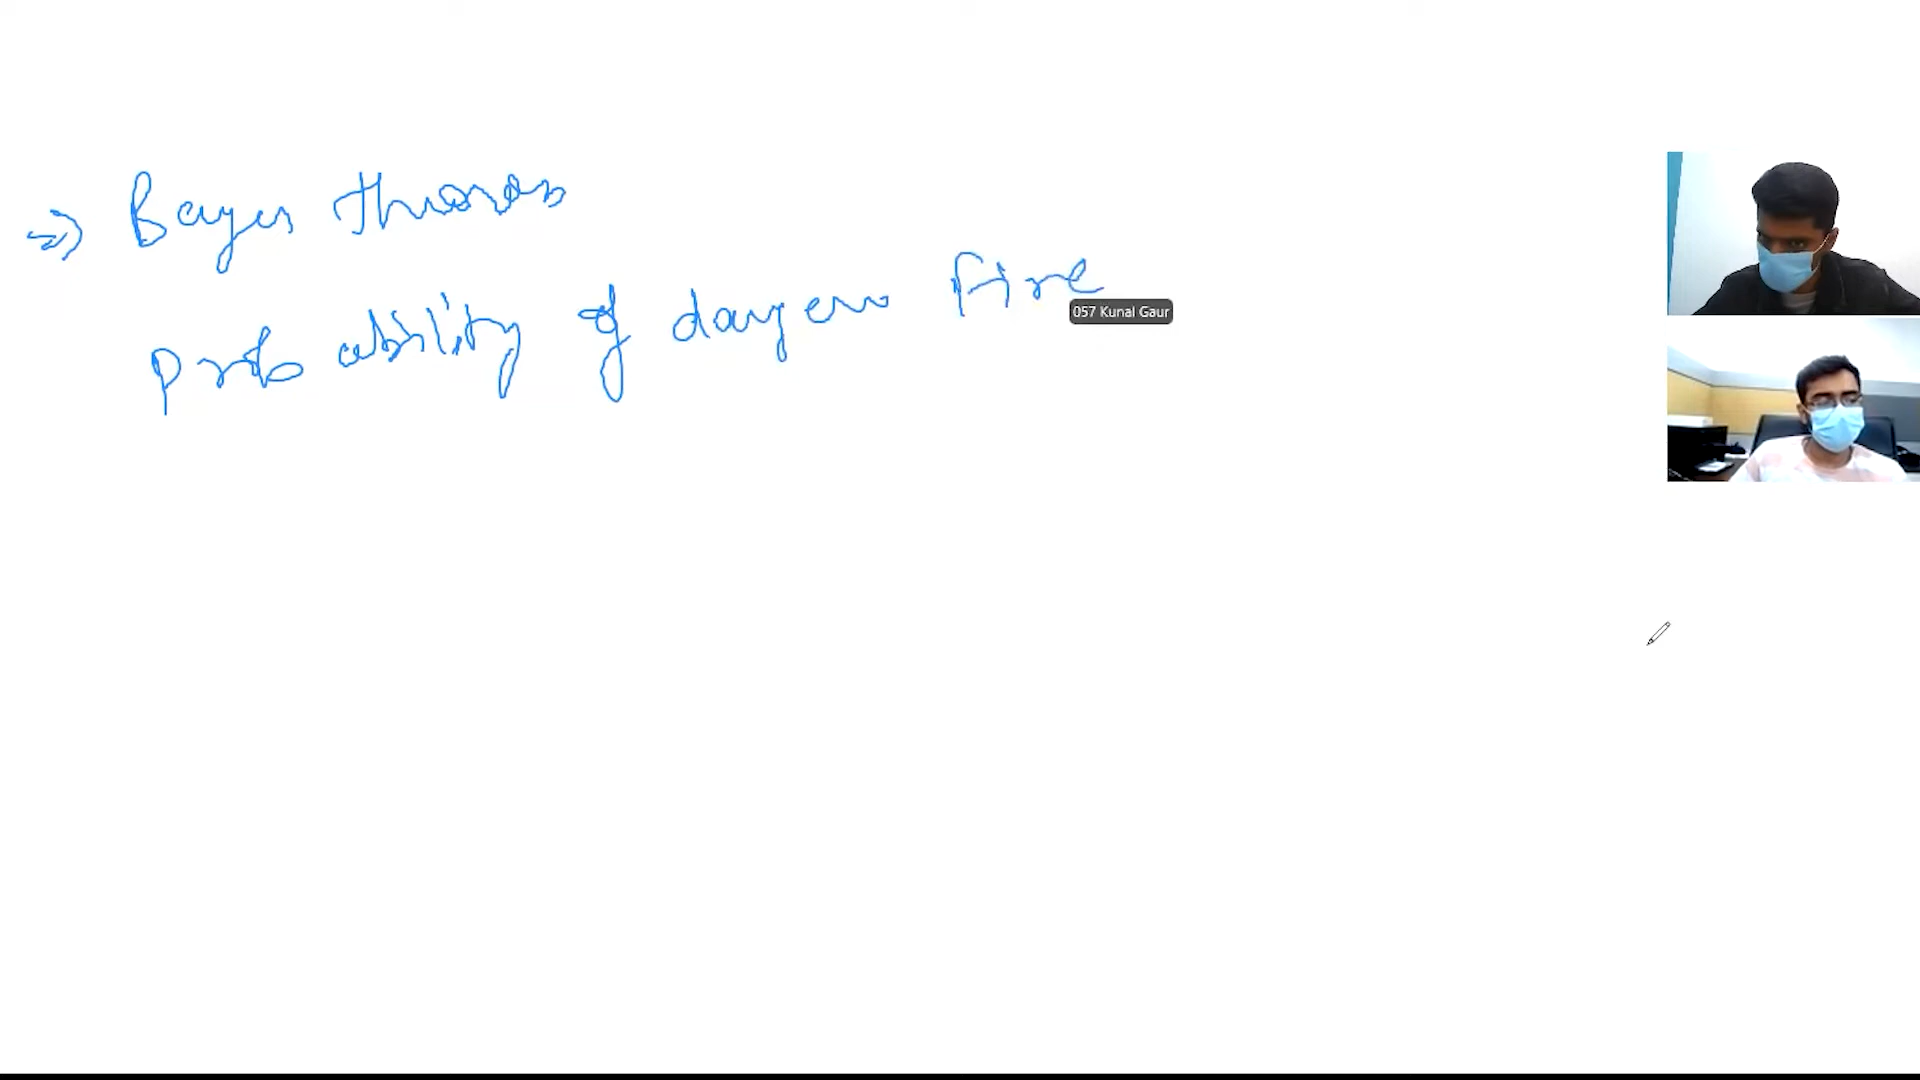 => Bayes theorem
probability of dangerous Fire
057 Kunal Gaur